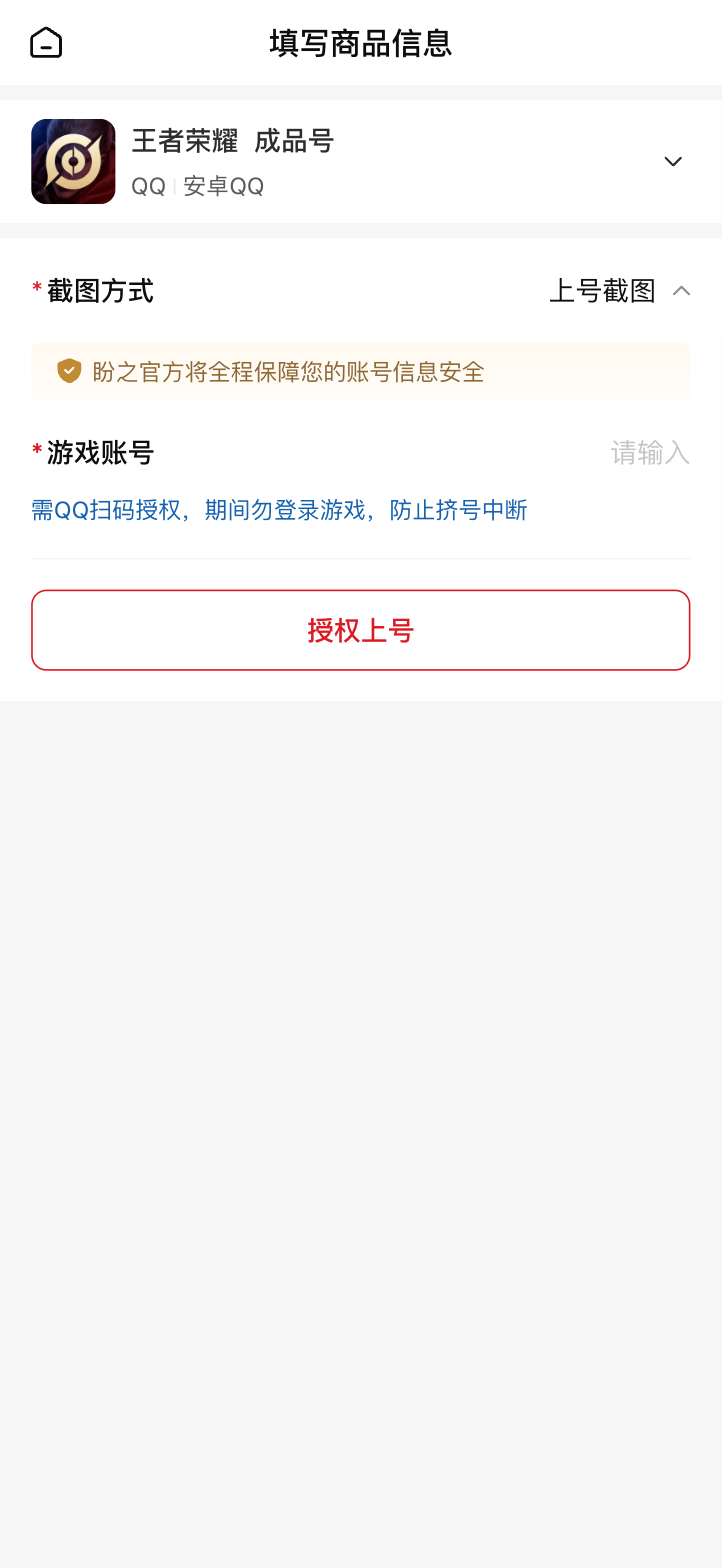 填写商品信息
王者荣耀 成品号
QQ | 安卓QQ
*截图方式 上号截图
盼之官方将全程保障您的账号信息安全
*游戏账号 请输入
需QQ扫码授权，期间勿登录游戏，防止挤号中断
授权上号